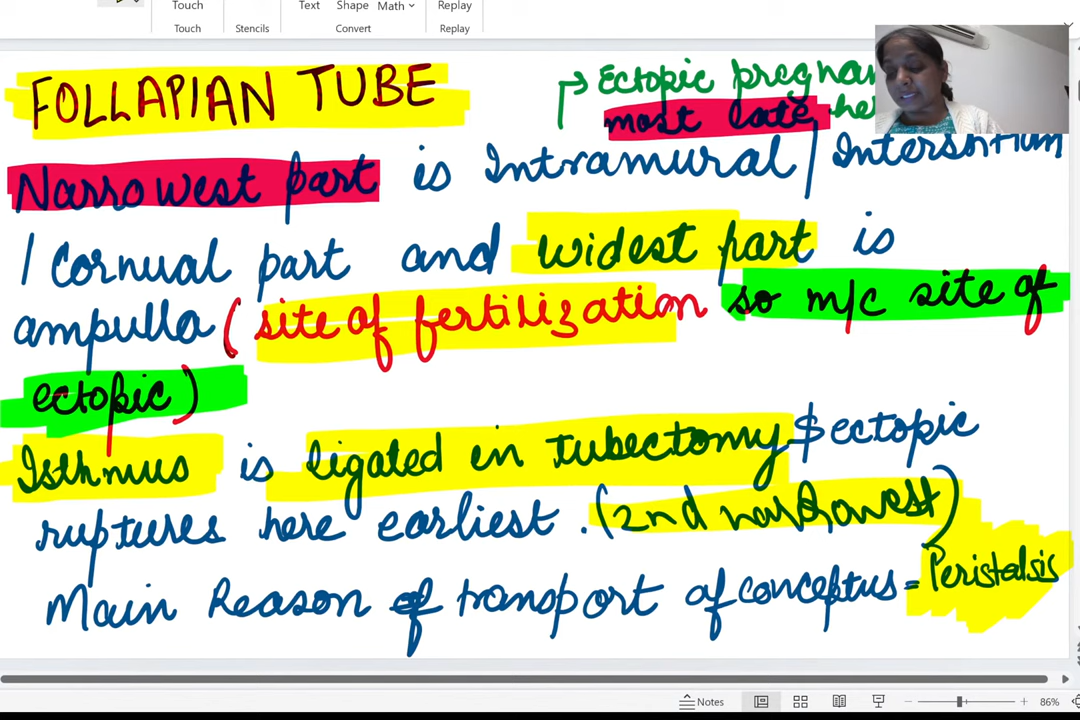 Touch
Text
Shape
Math
Replay
Touch
Stencils
Convert
Replay
FOLLAPIAN TUBE
Ectopic pregnan
most late
Narrowest part is Intramural / Interstitium
/ Cornual part and widest part is
ampulla (site of fertilization so m/c site of
ectopic)
Isthmus is ligated in tubectomy $ ectopic
ruptures here earliest. (2nd narrowest)
Main Reason of transport of conceptus = Peristalsis
Notes
86%